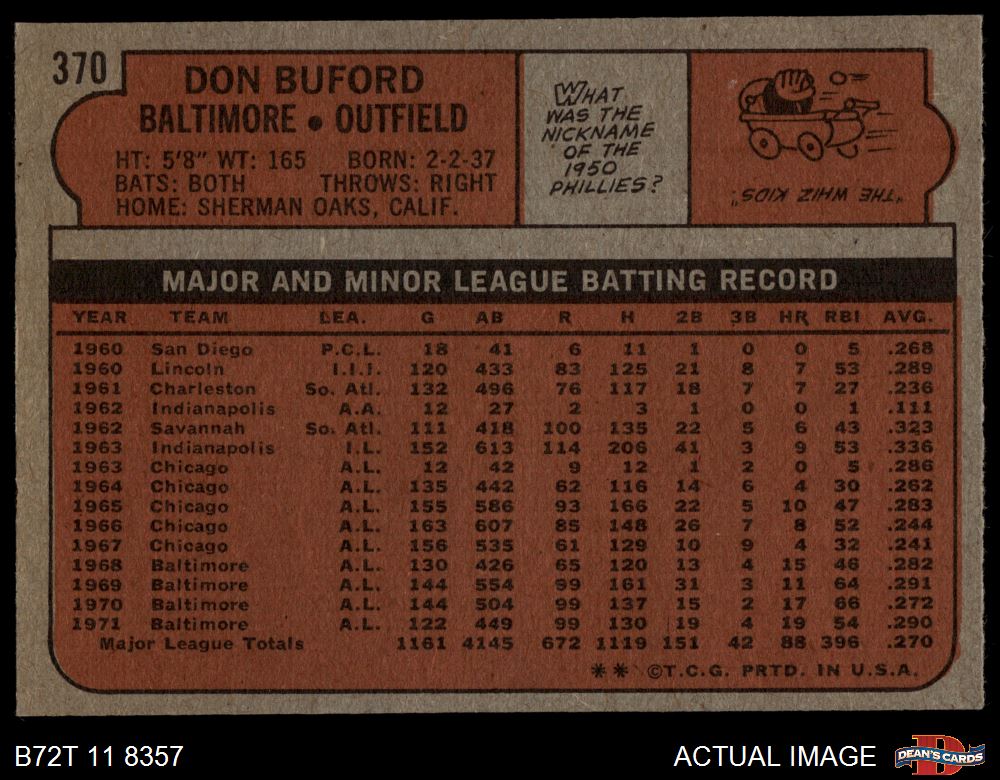 370
DON BUFORD
BALTIMORE • OUTFIELD
HT: 5'8" WT: 165 BORN: 2-2-37
BATS: BOTH THROWS: RIGHT
HOME: SHERMAN OAKS, CALIF.
WHAT
WAS THE
NICKNAME
OF THE
1950
PHILLIES?
"THE WHIZ KIDS."
MAJOR AND MINOR LEAGUE BATTING RECORD
YEAR TEAM LEA. G AB R H 2B 3B HR RBI AVG.
1960 San Diego P.C.L. 18 41 6 11 1 0 0 5 .268
1960 Lincoln I.I.I. 120 433 83 125 21 8 7 53 .289
1961 Charleston So. Atl. 132 496 76 117 18 7 7 27 .236
1962 Indianapolis A.A. 12 27 2 3 1 0 0 1 .111
1962 Savannah So. Atl. 111 418 100 135 22 5 6 43 .323
1963 Indianapolis I.L. 152 613 114 206 41 3 9 53 .336
1963 Chicago A.L. 12 42 9 12 1 2 0 5 .286
1964 Chicago A.L. 135 442 62 116 14 6 4 30 .262
1965 Chicago A.L. 155 586 93 166 22 5 10 47 .283
1966 Chicago A.L. 163 607 85 148 26 7 8 52 .244
1967 Chicago A.L. 156 535 61 129 10 9 4 32 .241
1968 Baltimore A.L. 130 426 65 120 13 4 15 46 .282
1969 Baltimore A.L. 144 554 99 161 31 3 11 64 .291
1970 Baltimore A.L. 144 504 99 137 15 2 17 66 .272
1971 Baltimore A.L. 122 449 99 130 19 4 19 54 .290
Major League Totals 1161 4145 672 1119 151 42 88 396 .270
** ©T.C.G. PRTD. IN U.S.A.
B72T 11 8357 ACTUAL IMAGE DEAN'S CARDS